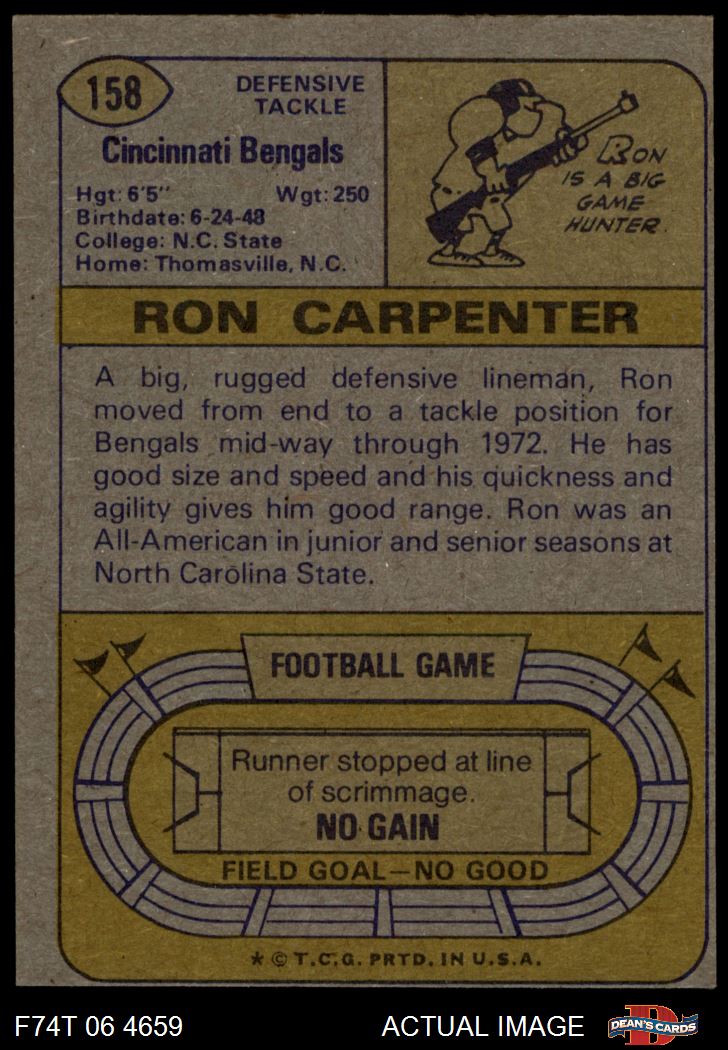 158
DEFENSIVE
TACKLE
Cincinnati Bengals
Hgt: 6'5" Wgt: 250
Birthdate: 6-24-48
College: N.C. State
Home: Thomasville, N.C.
RON
IS A BIG
GAME
HUNTER.
RON CARPENTER
A big, rugged defensive lineman, Ron
moved from end to a tackle position for
Bengals mid-way through 1972. He has
good size and speed and his quickness and
agility gives him good range. Ron was an
All-American in junior and senior seasons at
North Carolina State.
FOOTBALL GAME
Runner stopped at line
of scrimmage.
NO GAIN
FIELD GOAL—NO GOOD
* © T.C.G. PRTD. IN U.S.A.
F74T 06 4659 ACTUAL IMAGE D DEAN'S CARDS